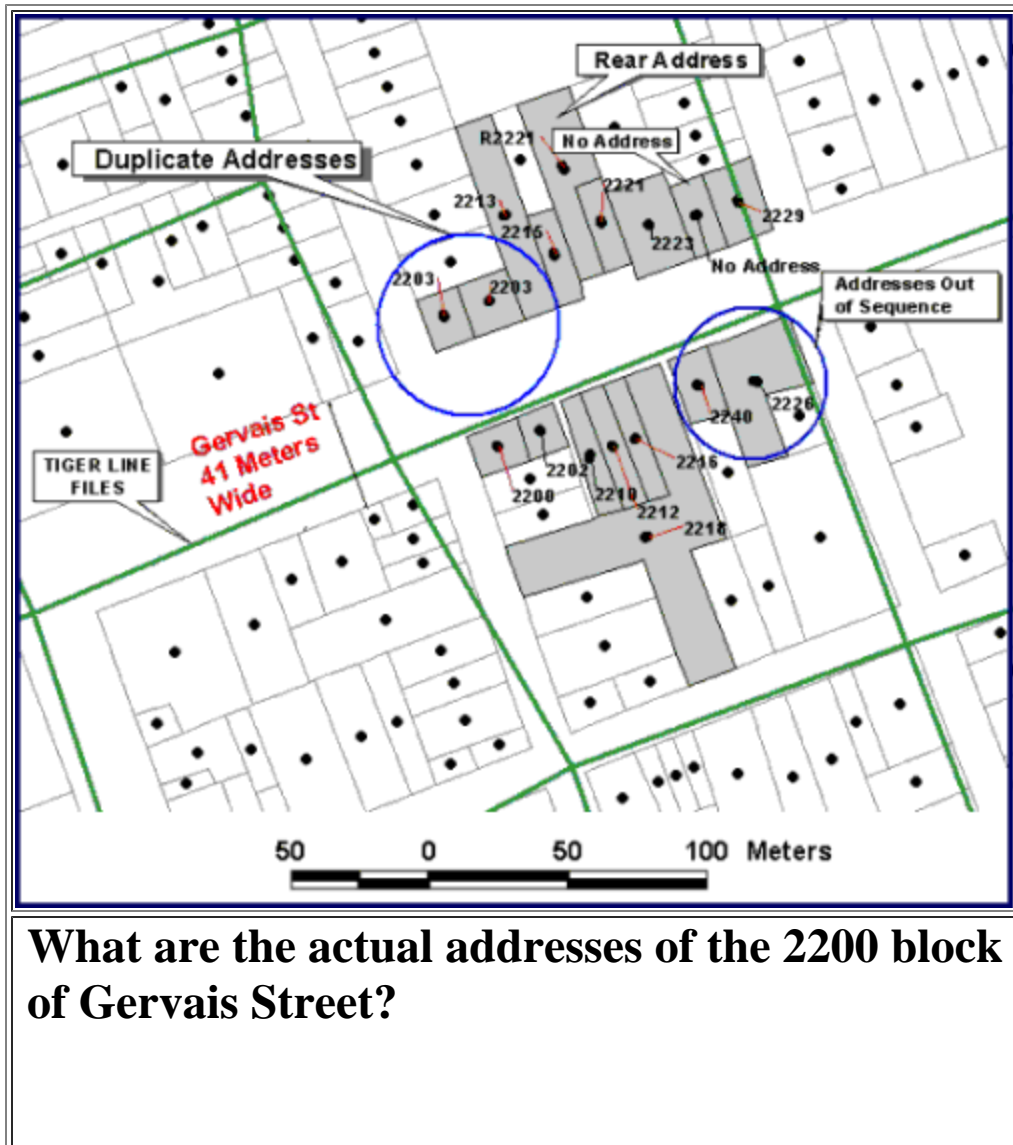 Rear Address
R2221
No Address
Duplicate Addresses
2221
2213
2229
2215
2223
No Address
2203
2203
Addresses Out
of Sequence
2240
2226
Gervais St
41 Meters
Wide
TIGER LINE
FILES
2216
2202
2200
2210
2212
2218
50 0 50 100 Meters
What are the actual addresses of the 2200 block
of Gervais Street?